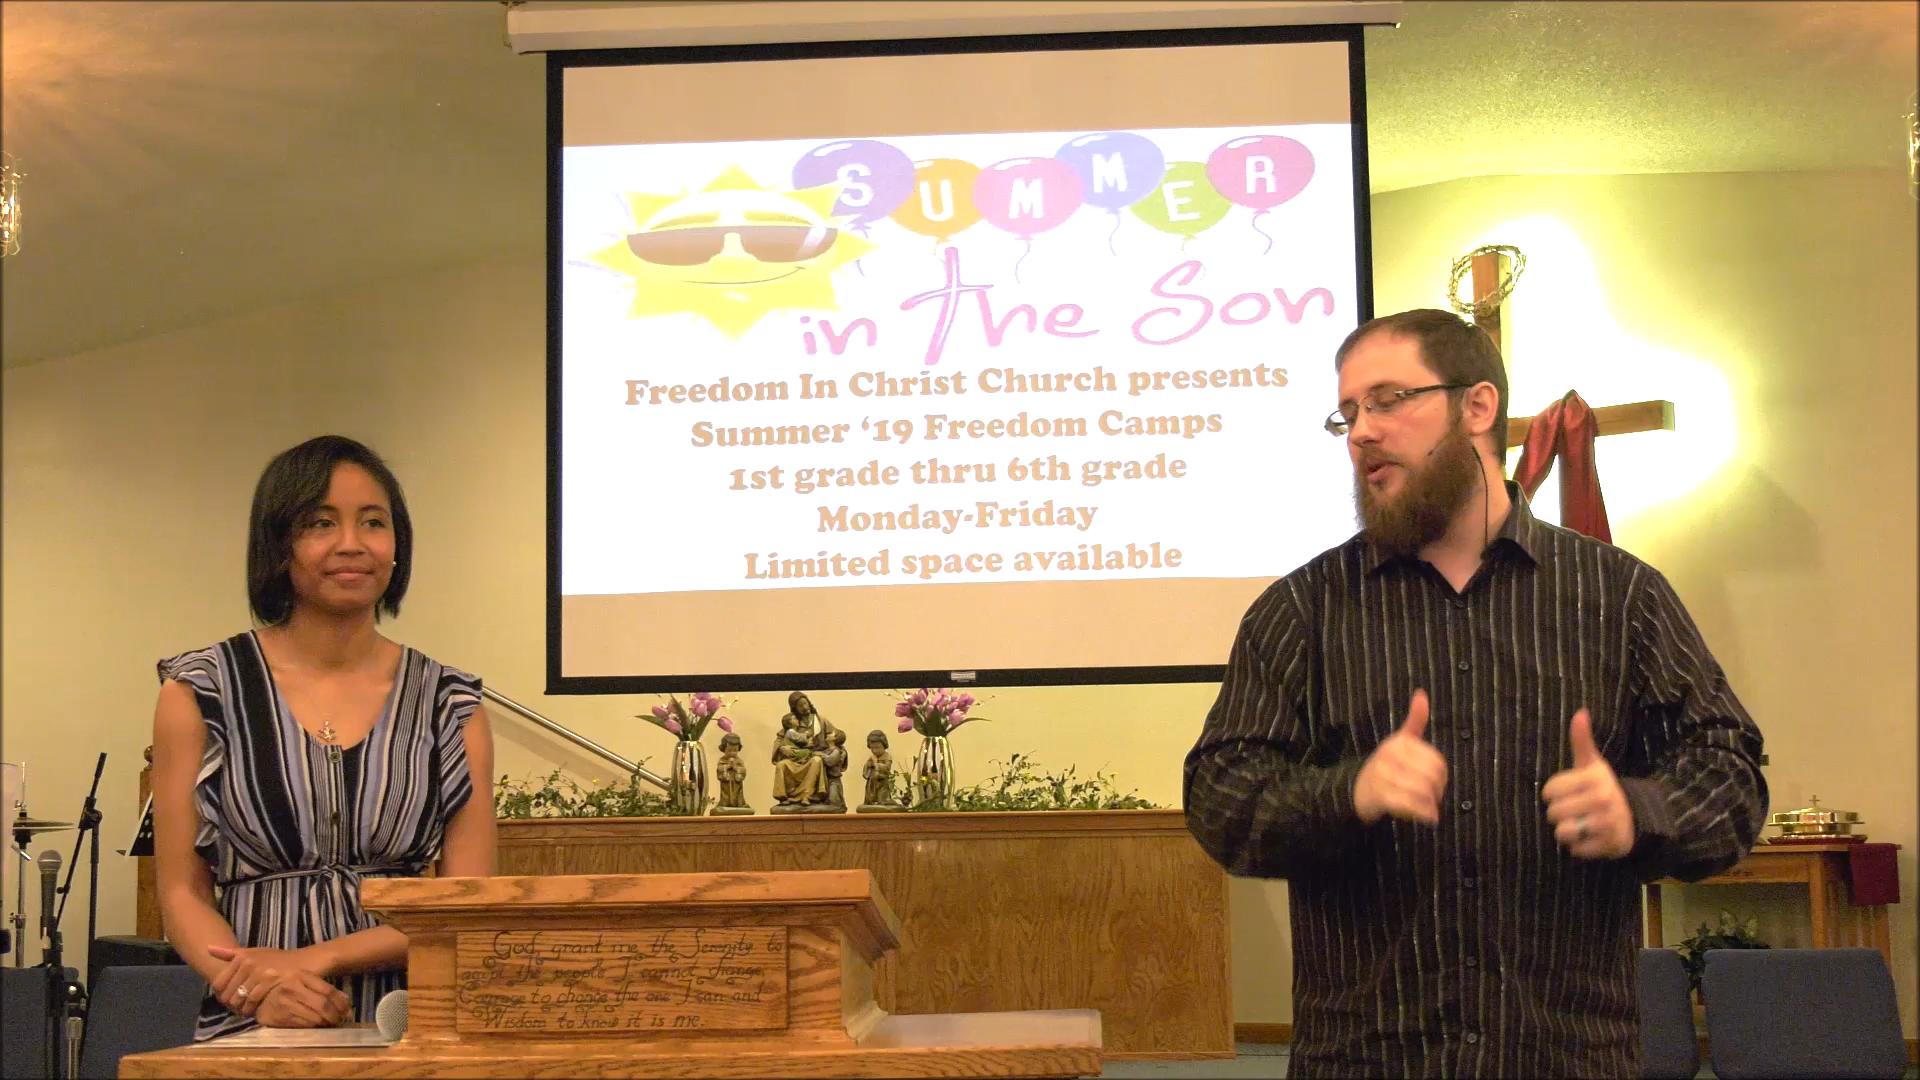 SUMMER
in the Son
Freedom In Christ Church presents
Summer ‘19 Freedom Camps
1st grade thru 6th grade
Monday-Friday
Limited space available
God, grant me the Serenity to
accept the people I cannot change,
Courage to change the one I can and
Wisdom to know it is me.